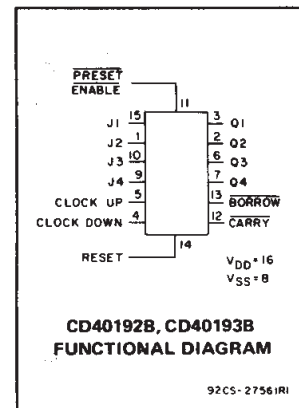 PRESET
ENABLE
11
J1 15 3 Q1
J2 1 2 Q2
J3 10 6 Q3
J4 9 7 Q4
CLOCK UP 5 13 BORROW
CLOCK DOWN 4 12 CARRY
RESET 14
VDD=16
VSS=8
CD40192B, CD40193B
FUNCTIONAL DIAGRAM
92CS-27561R1